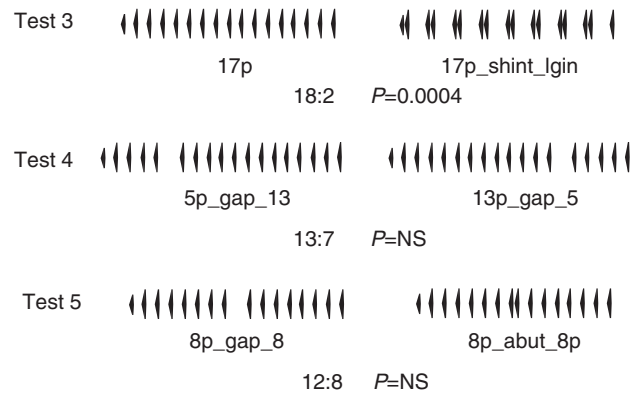 Test 3
17p 17p_shint_lgin
18:2 P=0.0004
Test 4
5p_gap_13 13p_gap_5
13:7 P=NS
Test 5
8p_gap_8 8p_abut_8p
12:8 P=NS